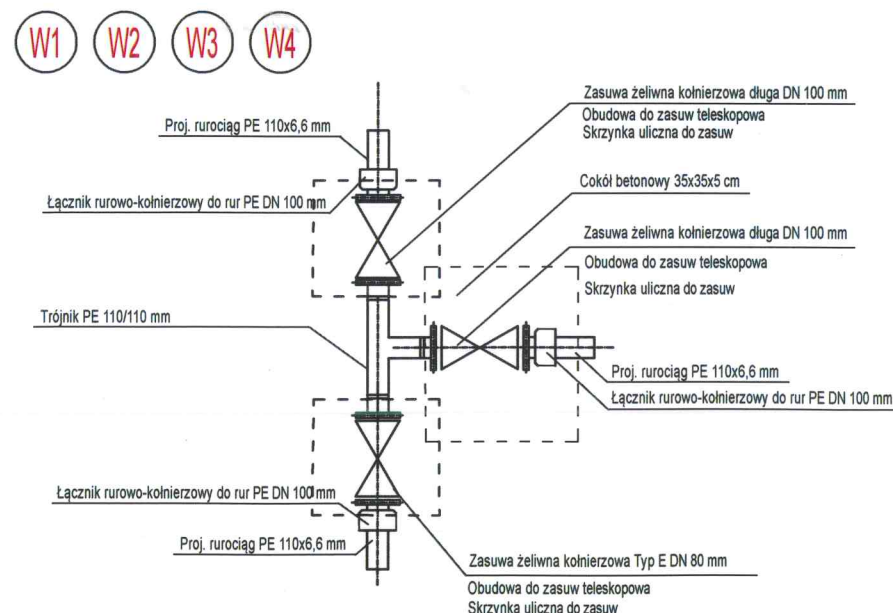 W1 W2 W3 W4
Zasuwa żeliwna kołnierzowa długa DN 100 mm
Obudowa do zasuw teleskopowa
Skrzynka uliczna do zasuw
Proj. rurociąg PE 110x6,6 mm
Cokół betonowy 35x35x5 cm
Łącznik rurowo-kołnierzowy do rur PE DN 100 mm
Zasuwa żeliwna kołnierzowa długa DN 100 mm
Obudowa do zasuw teleskopowa
Skrzynka uliczna do zasuw
Trójnik PE 110/110 mm
Proj. rurociąg PE 110x6,6 mm
Łącznik rurowo-kołnierzowy do rur PE DN 100 mm
Łącznik rurowo-kołnierzowy do rur PE DN 100 mm
Proj. rurociąg PE 110x6,6 mm
Zasuwa żeliwna kołnierzowa Typ E DN 80 mm
Obudowa do zasuw teleskopowa
Skrzynka uliczna do zasuw